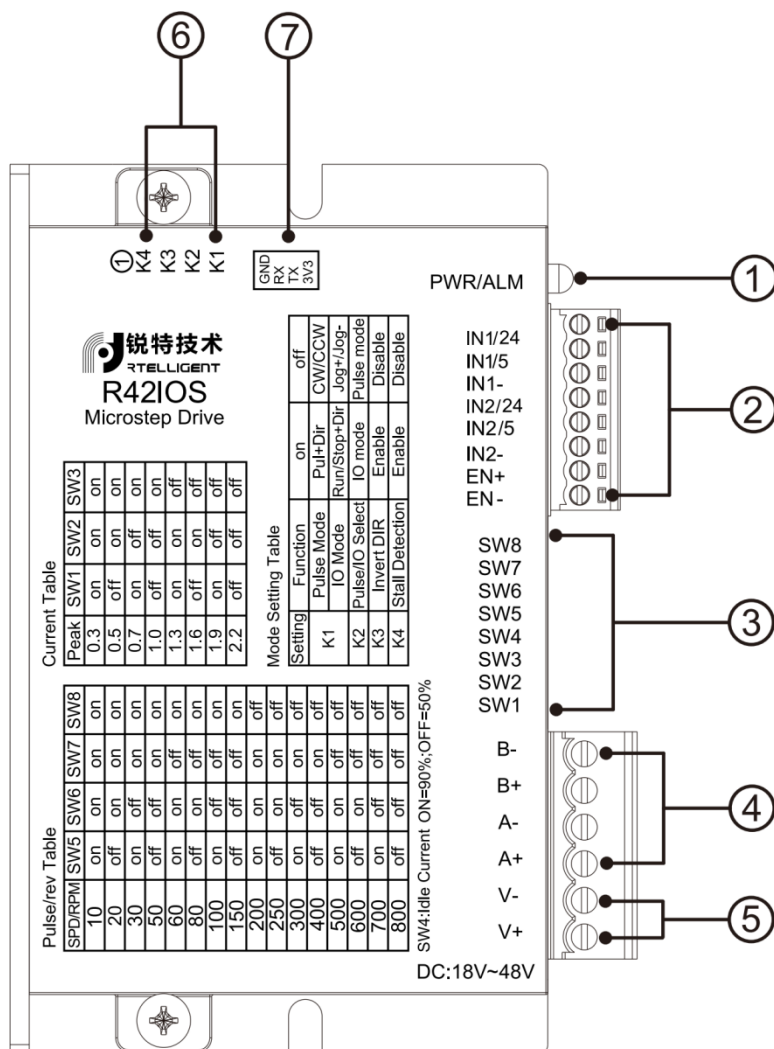 ⑥
⑦
① K4
K3
K2
K1
GND
RX
TX
3V3
PWR/ALM
①
锐特技术
RTELLIGENT
R42IOS
Microstep Drive
IN1/24
IN1/5
IN1-
IN2/24
IN2/5
IN2-
EN+
EN-
②
SW8
SW7
SW6
SW5
SW4
SW3
SW2
SW1
③
B-
B+
A-
A+
④
V-
V+
⑤
DC:18V~48V
Current Table
Peak SW1 SW2 SW3
0.3 on on on
0.5 off on on
0.7 on off on
1.0 off off on
1.3 on on off
1.6 off on off
1.9 on off off
2.2 off off off
Mode Setting Table
Setting Function on off
K1 Pulse Mode Pul+Dir CW/CCW
IO Mode Run/Stop+Dir Jog+/Jog-
K2 Pulse/IO Select IO mode Pulse mode
K3 Invert DIR Enable Disable
K4 Stall Detection Enable Disable
Pulse/rev Table
SPD/RPM SW5 SW6 SW7 SW8
10 on on on on
20 off on on on
30 on off on on
50 off off on on
60 on on off on
80 off on off on
100 on off off on
150 off off off on
200 on on on off
250 off on on off
300 on off on off
400 off off on off
500 on on off off
600 off on off off
700 on off off off
800 off off off off
SW4:Idle Current ON=90%;OFF=50%